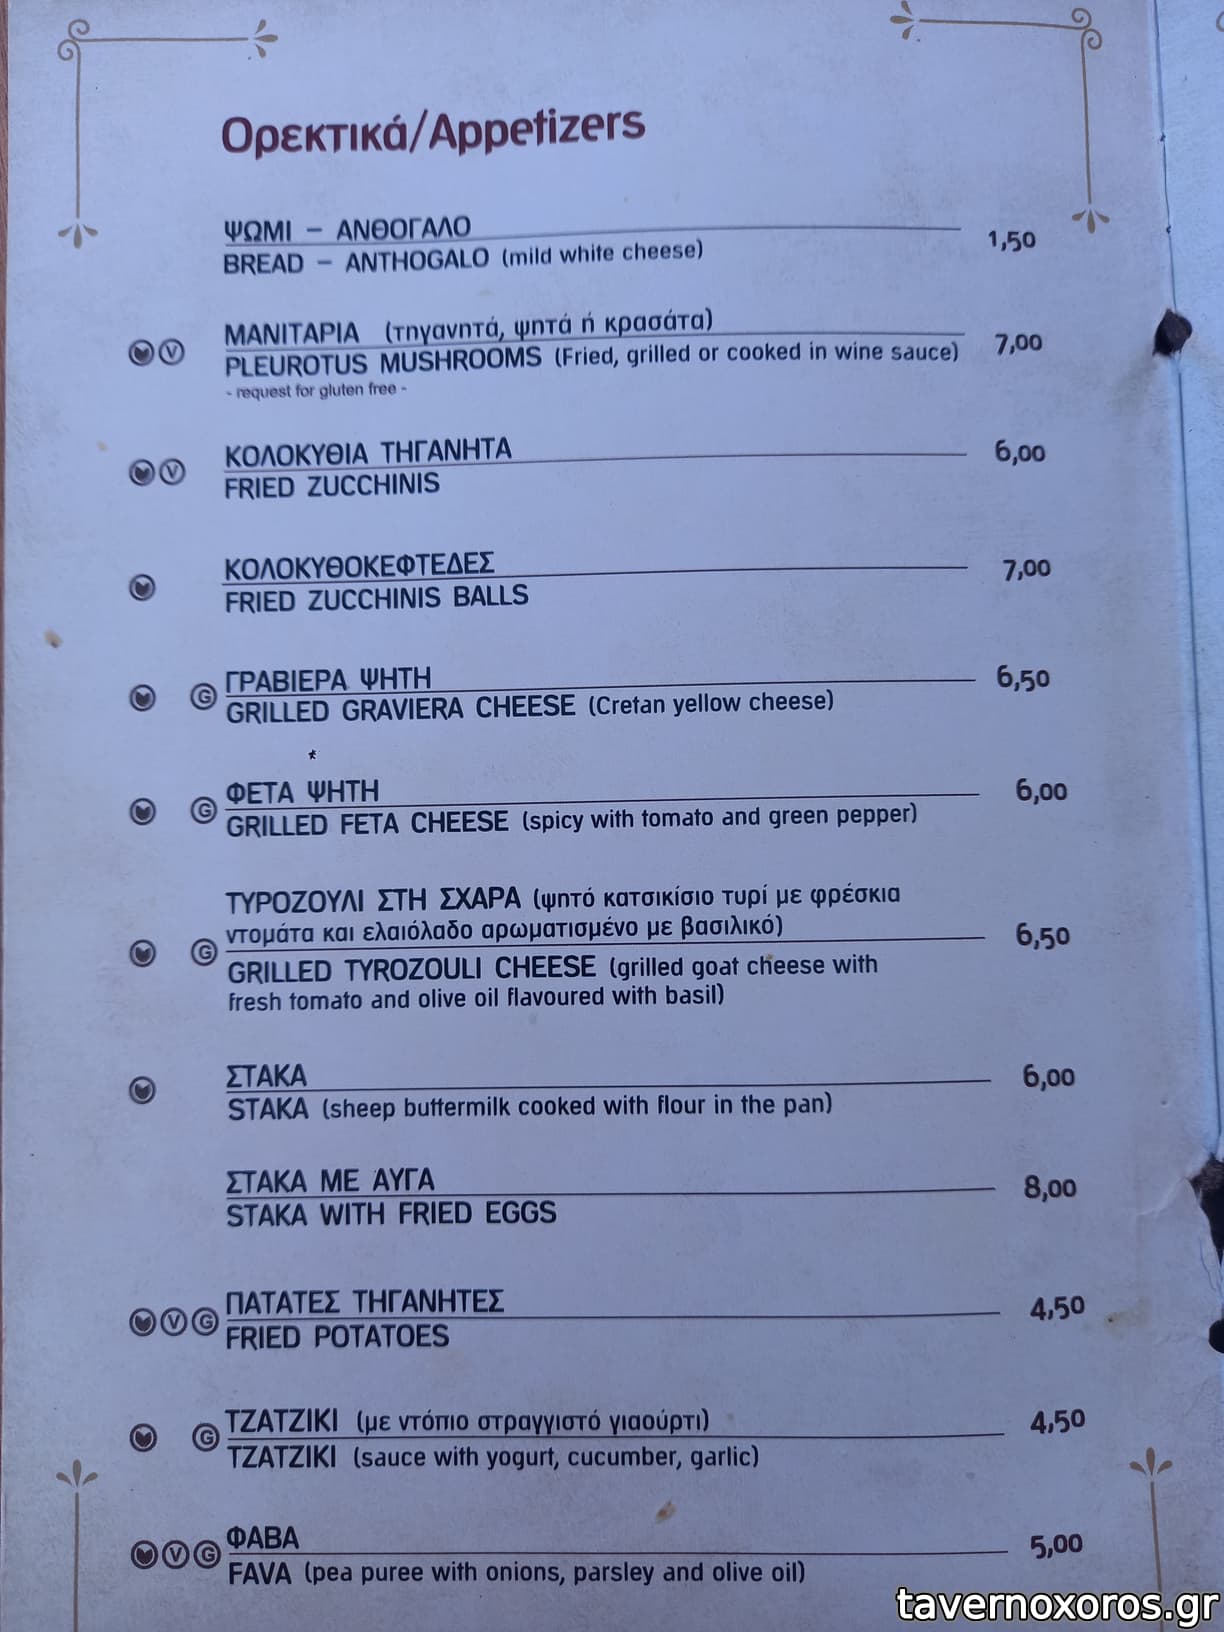 Ορεκτικά/Appetizers
ΨΩΜΙ – ΑΝΘΟΓΑΛΟ
BREAD – ANTHOGALO (mild white cheese)
1,50
V
ΜΑΝΙΤΑΡΙΑ (τηγανητά, ψητά ή κρασάτα)
PLEUROTUS MUSHROOMS (Fried, grilled or cooked in wine sauce)
7,00
- request for gluten free -
V
ΚΟΛΟΚΥΘΙΑ ΤΗΓΑΝΗΤΑ
FRIED ZUCCHINIS
6,00
ΚΟΛΟΚΥΘΟΚΕΦΤΕΔΕΣ
FRIED ZUCCHINIS BALLS
7,00
G
ΓΡΑΒΙΕΡΑ ΨΗΤΗ
GRILLED GRAVIERA CHEESE (Cretan yellow cheese)
6,50
G
ΦΕΤΑ ΨΗΤΗ
GRILLED FETA CHEESE (spicy with tomato and green pepper)
6,00
ΤΥΡΟΖΟΥΛΙ ΣΤΗ ΣΧΑΡΑ (ψητό κατσικίσιο τυρί με φρέσκια
ντομάτα και ελαιόλαδο αρωματισμένο με βασιλικό)
G
6,50
GRILLED TYROZOULI CHEESE (grilled goat cheese with
fresh tomato and olive oil flavoured with basil)
ΣΤΑΚΑ
STAKA (sheep buttermilk cooked with flour in the pan)
6,00
ΣΤΑΚΑ ΜΕ ΑΥΓΑ
STAKA WITH FRIED EGGS
8,00
V G
ΠΑΤΑΤΕΣ ΤΗΓΑΝΗΤΕΣ
FRIED POTATOES
4,50
G
ΤΖΑΤΖΙΚΙ (με ντόπιο στραγγιστό γιαούρτι)
TZATZIKI (sauce with yogurt, cucumber, garlic)
4,50
V G
ΦΑΒΑ
FAVA (pea puree with onions, parsley and olive oil)
5,00
tavernoxoros.gr